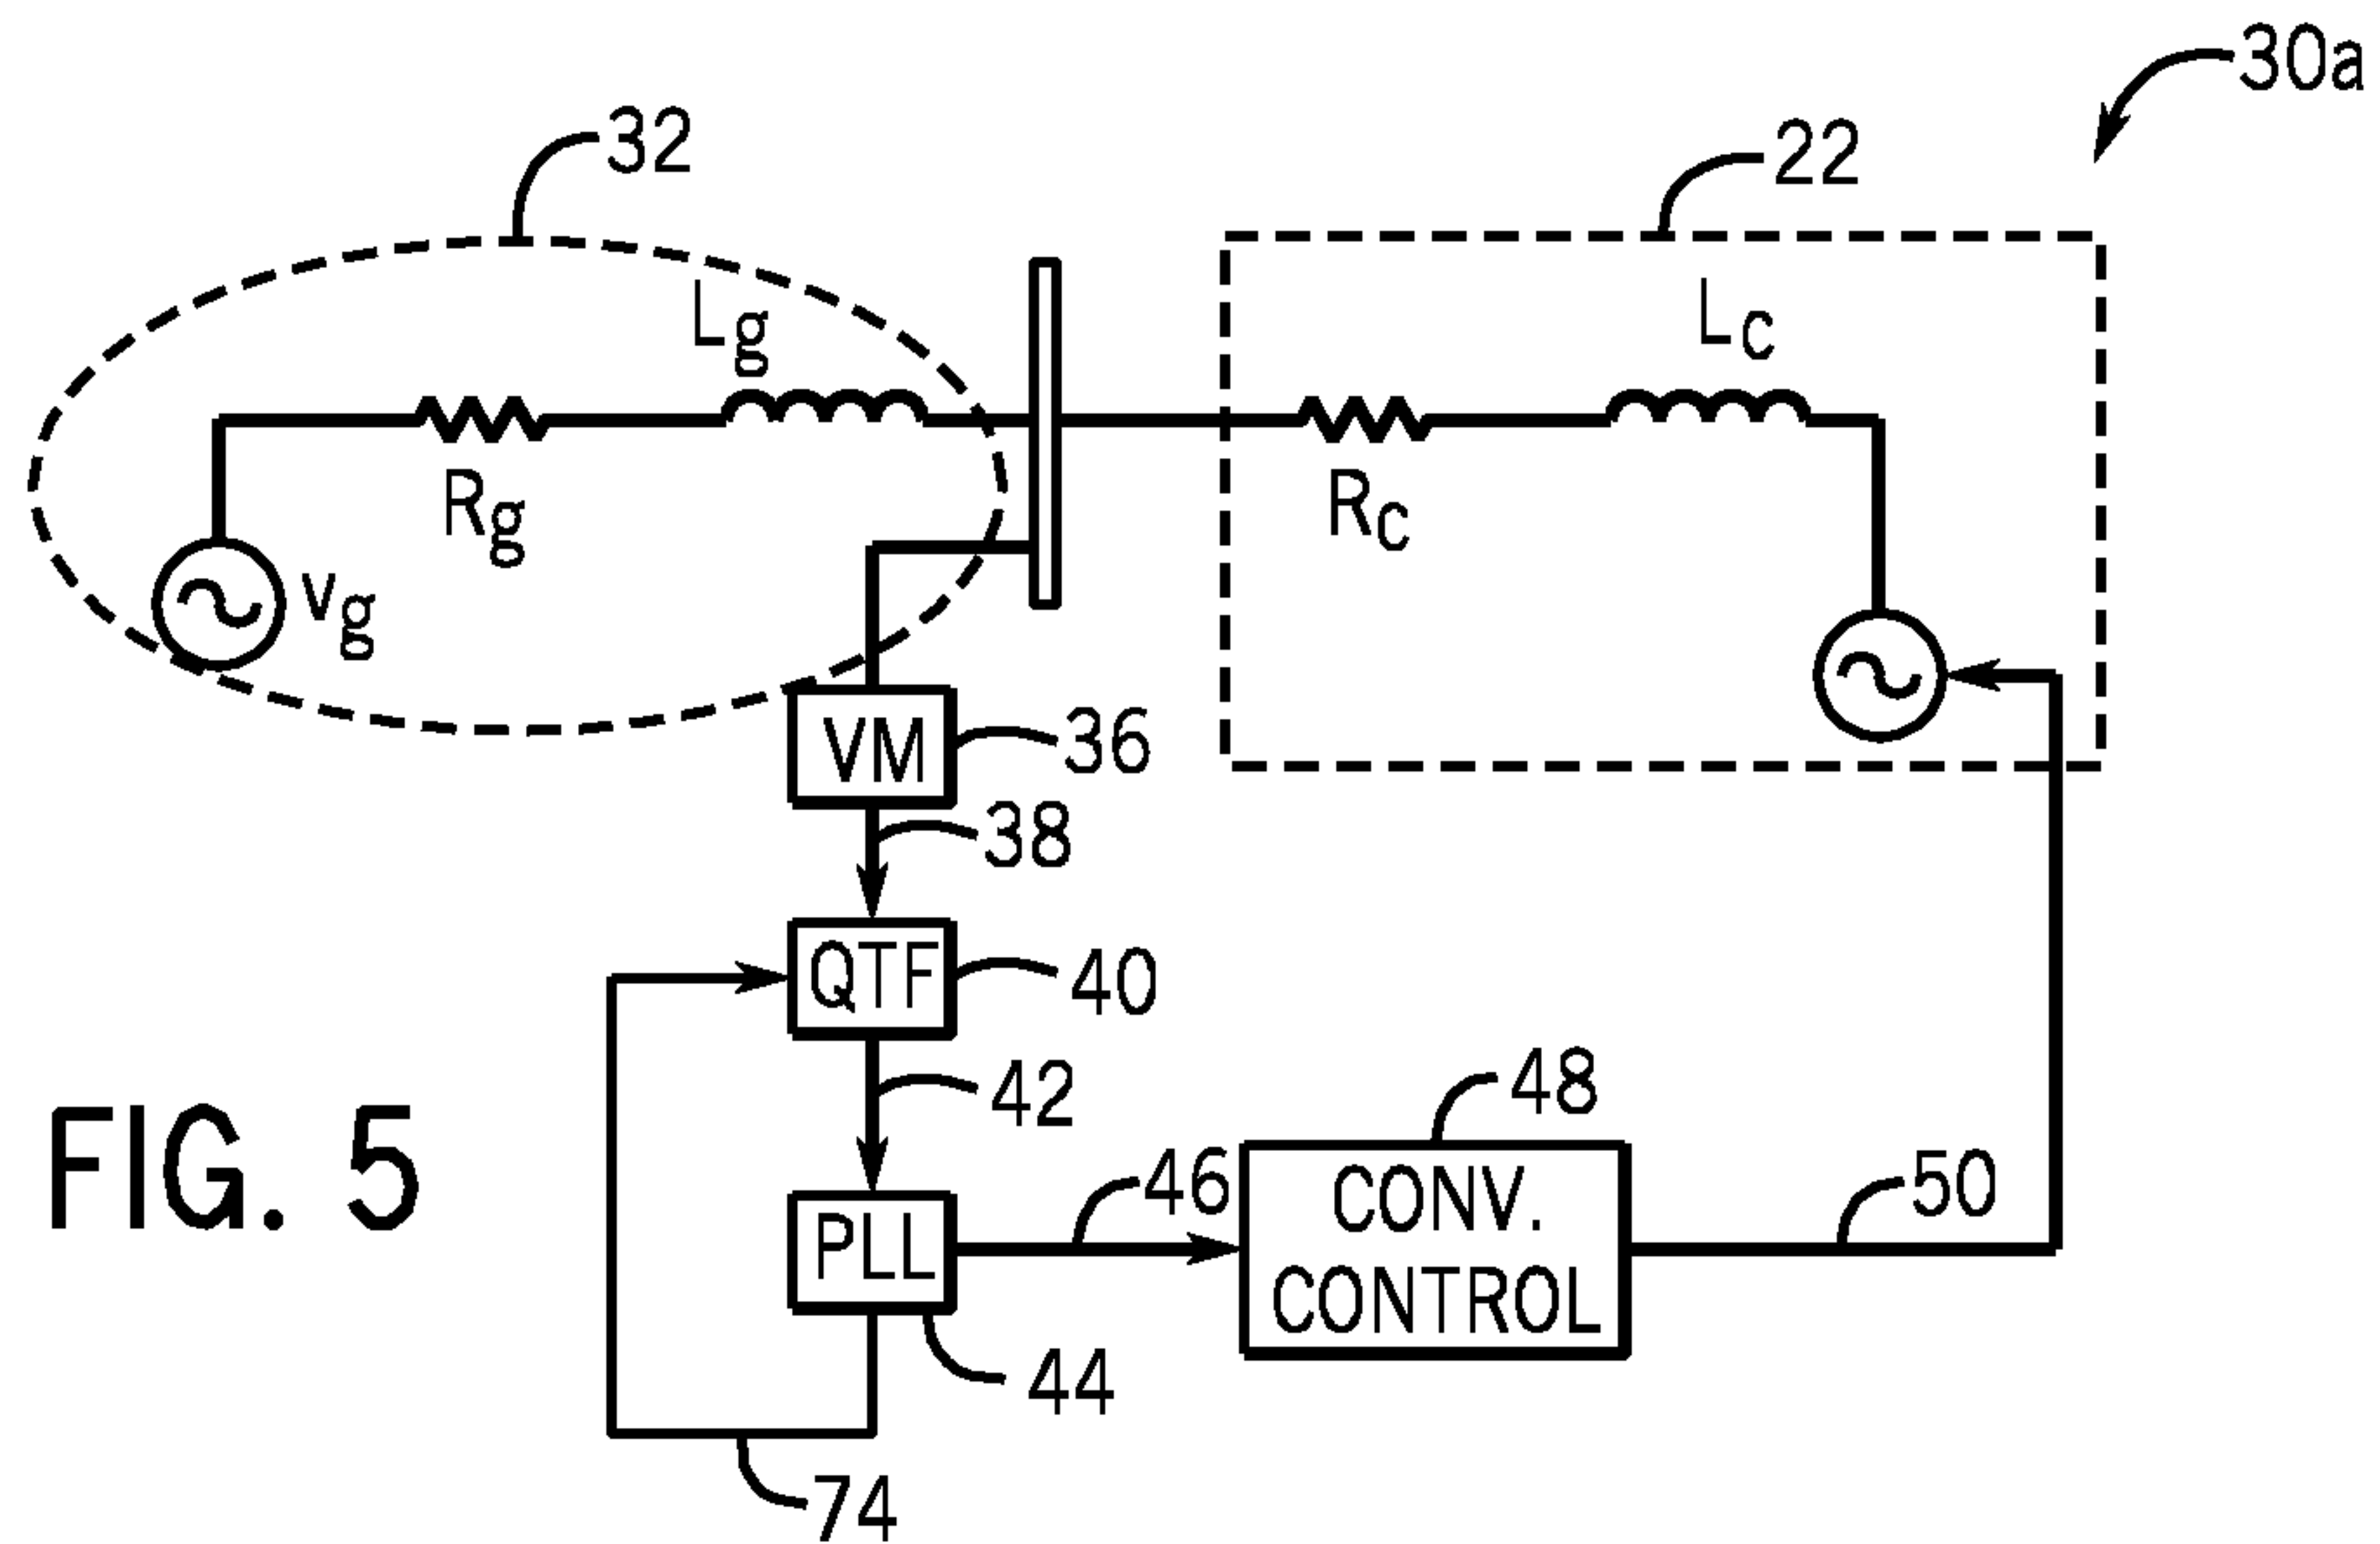 30a
32
22
Lg
Lc
Rg
Rc
vg
VM
36
38
QTF
40
42
48
FIG. 5
46
50
PLL
CONV.
CONTROL
44
74